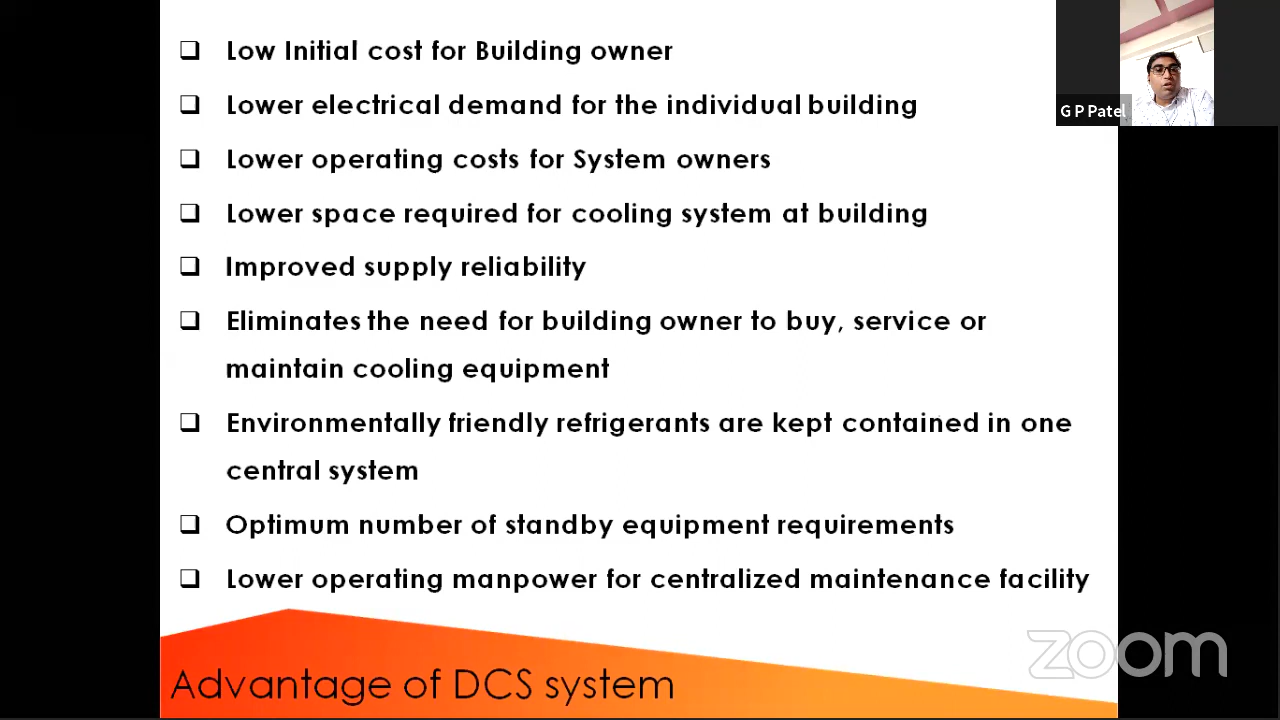 Low Initial cost for Building owner
Lower electrical demand for the individual building
Lower operating costs for System owners
Lower space required for cooling system at building
Improved supply reliability
Eliminates the need for building owner to buy, service or
maintain cooling equipment
Environmentally friendly refrigerants are kept contained in one
central system
Optimum number of standby equipment requirements
Lower operating manpower for centralized maintenance facility
Advantage of DCS system
G P Patel
zoom